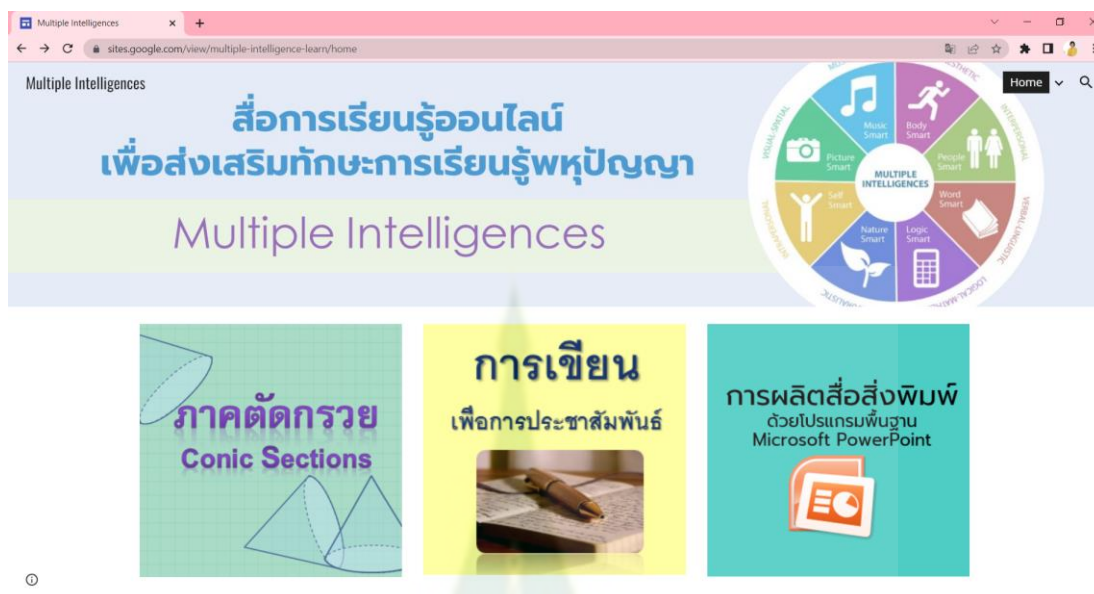 Multiple Intelligences
sites.google.com/view/multiple-intelligence-learn/home
Multiple Intelligences
Home
สื่อการเรียนรู้ออนไลน์
เพื่อส่งเสริมทักษะการเรียนรู้พหุปัญญา
Multiple Intelligences
MULTIPLE
INTELLIGENCES
Music
Smart
Body
Smart
People
Smart
Word
Smart
Logic
Smart
Nature
Smart
Self
Smart
Picture
Smart
VISUAL-SPATIAL
INTERPERSONAL
VERBAL-LINGUISTIC
INTRAPERSONAL
ภาคตัดกรวย
Conic Sections
การเขียน
เพื่อการประชาสัมพันธ์
การผลิตสื่อสิ่งพิมพ์
ด้วยโปรแกรมพื้นฐาน
Microsoft PowerPoint